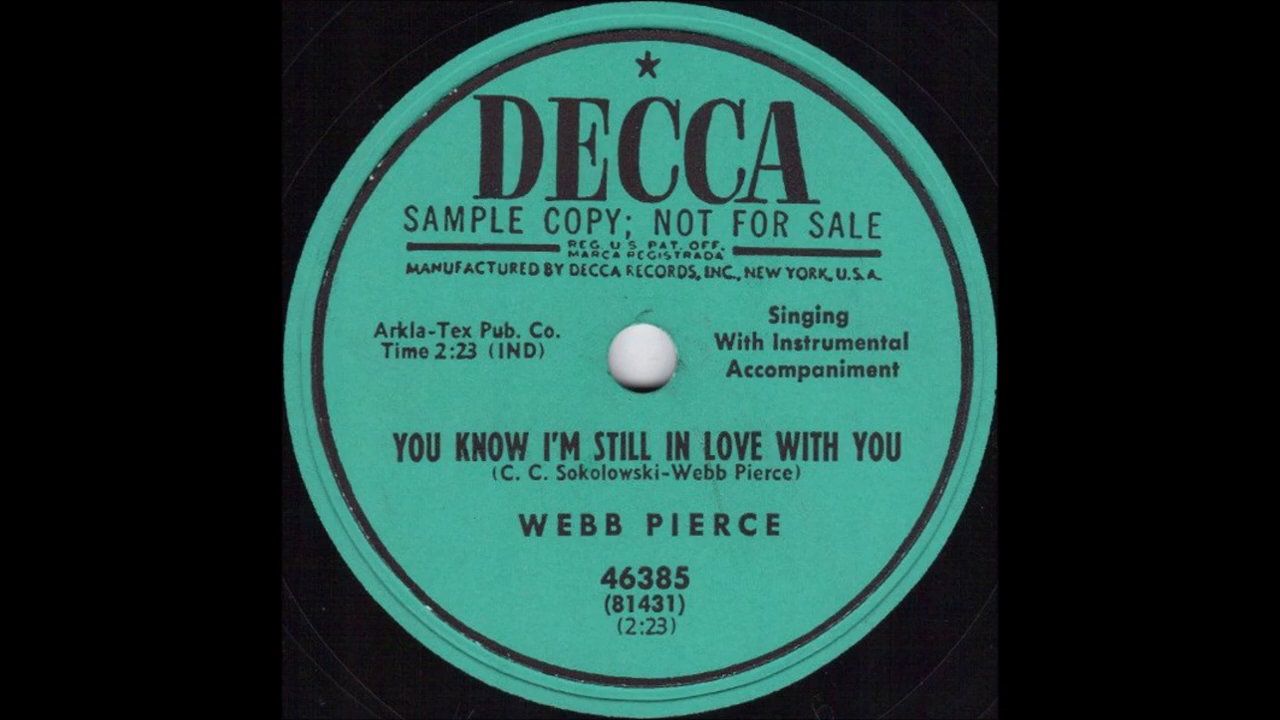 DECCA
SAMPLE COPY; NOT FOR SALE
REG. U.S. PAT. OFF.
MARCA REGISTRADA
MANUFACTURED BY DECCA RECORDS, INC., NEW YORK, U.S.A.
Arkla-Tex Pub. Co.
Time 2:23 (IND)
Singing
With Instrumental
Accompaniment
YOU KNOW I'M STILL IN LOVE WITH YOU
(C. C. Sokolowski-Webb Pierce)
WEBB PIERCE
46385
(81431)
(2:23)